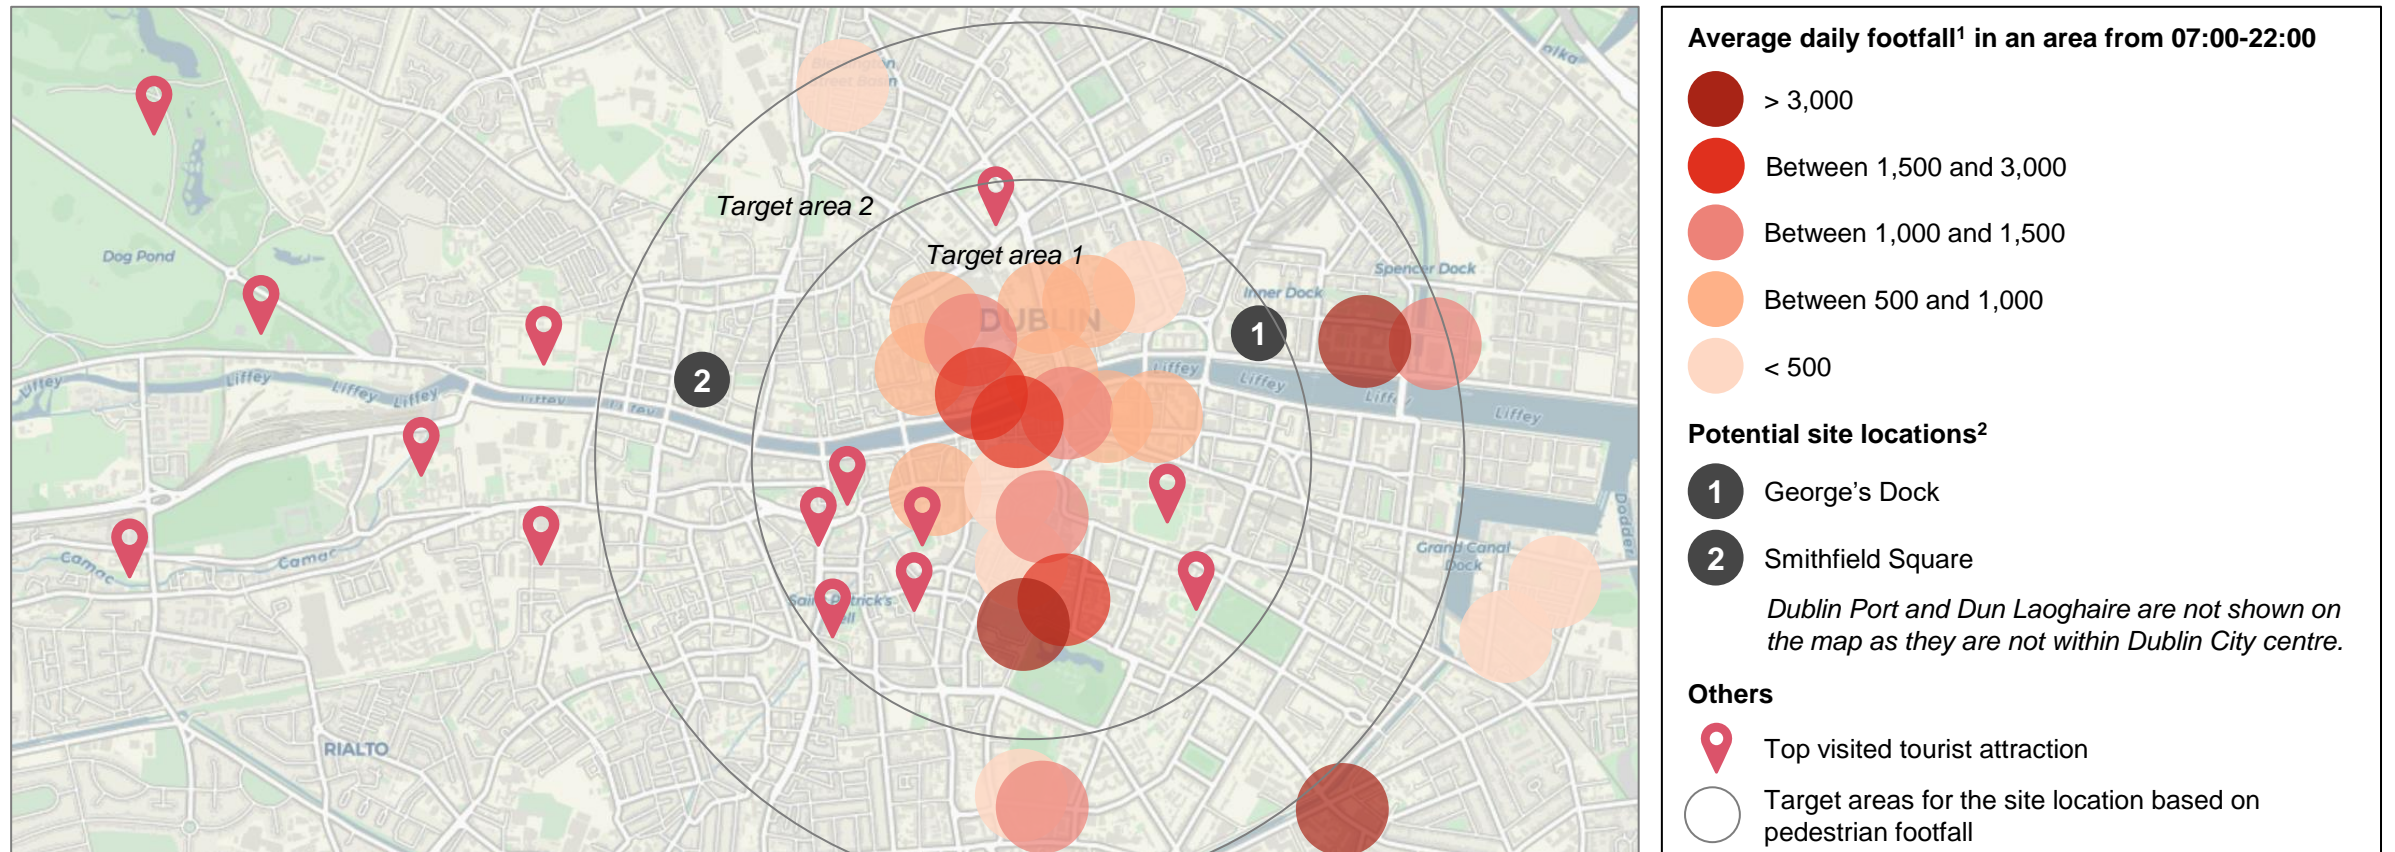 Dog Pond
Liffey
Liffey
Liffey
Liffey
Liffey
Liffey
Camac
Camac
RIALTO
Target area 2
Target area 1
DUBLIN
2
1
Inner Dock
Spencer Dock
Liffey
Liffey
Liffey
Liffey
Grand Canal
Dock
Dodder
Average daily footfall¹ in an area from 07:00-22:00
> 3,000
Between 1,500 and 3,000
Between 1,000 and 1,500
Between 500 and 1,000
< 500
Potential site locations²
1 George's Dock
2 Smithfield Square
Dublin Port and Dun Laoghaire are not shown on
the map as they are not within Dublin City centre.
Others
Top visited tourist attraction
Target areas for the site location based on
pedestrian footfall